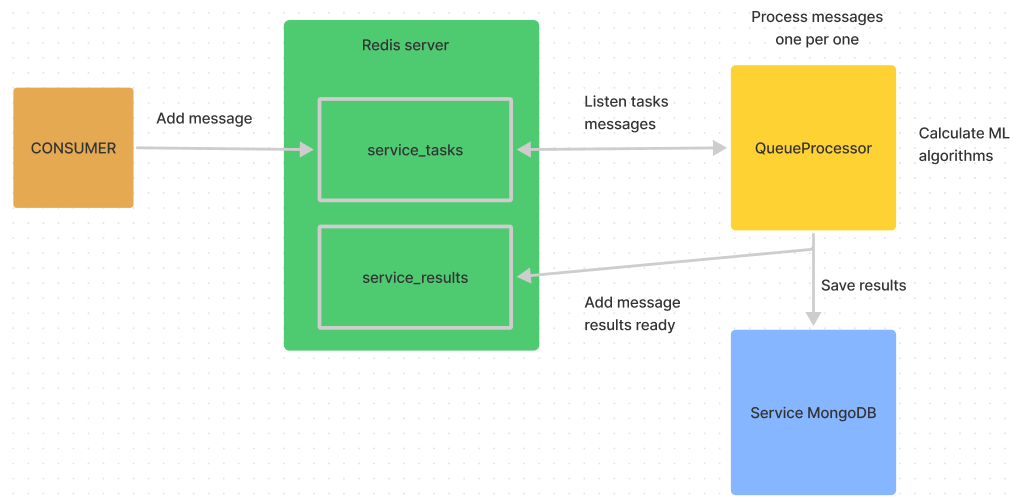 Process messages
one per one
Redis server
CONSUMER
Add message
service_tasks
Listen tasks
messages
QueueProcessor
Calculate ML
algorithms
service_results
Add message
results ready
Save results
Service MongoDB